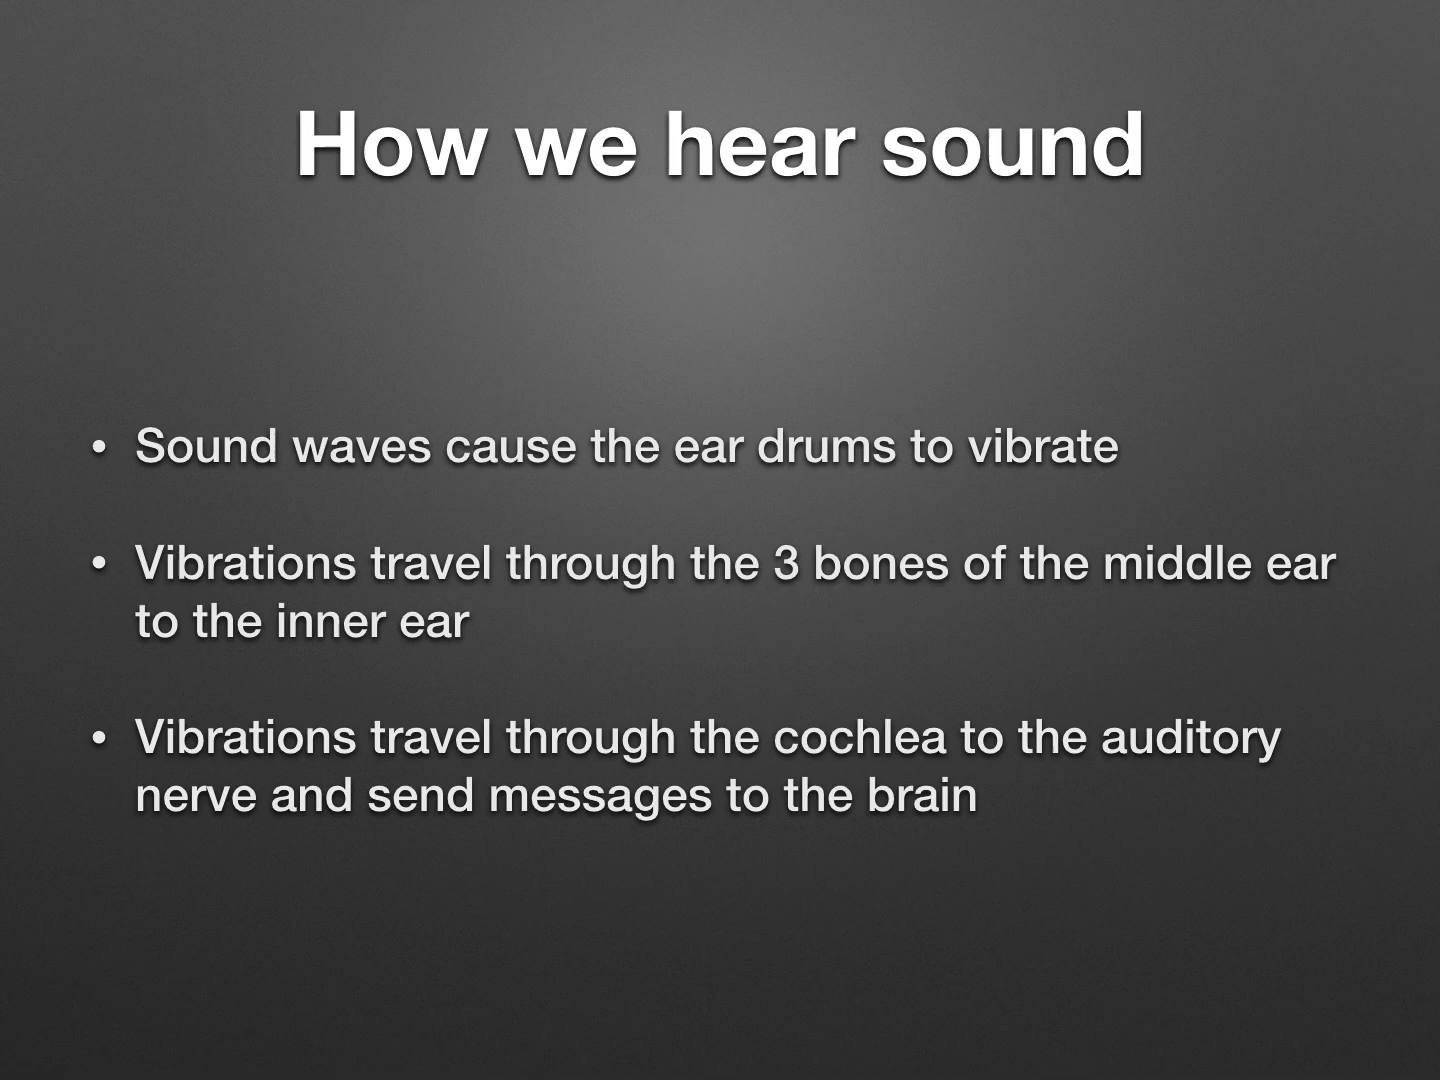 How we hear sound
• Sound waves cause the ear drums to vibrate
• Vibrations travel through the 3 bones of the middle ear
to the inner ear
• Vibrations travel through the cochlea to the auditory
nerve and send messages to the brain